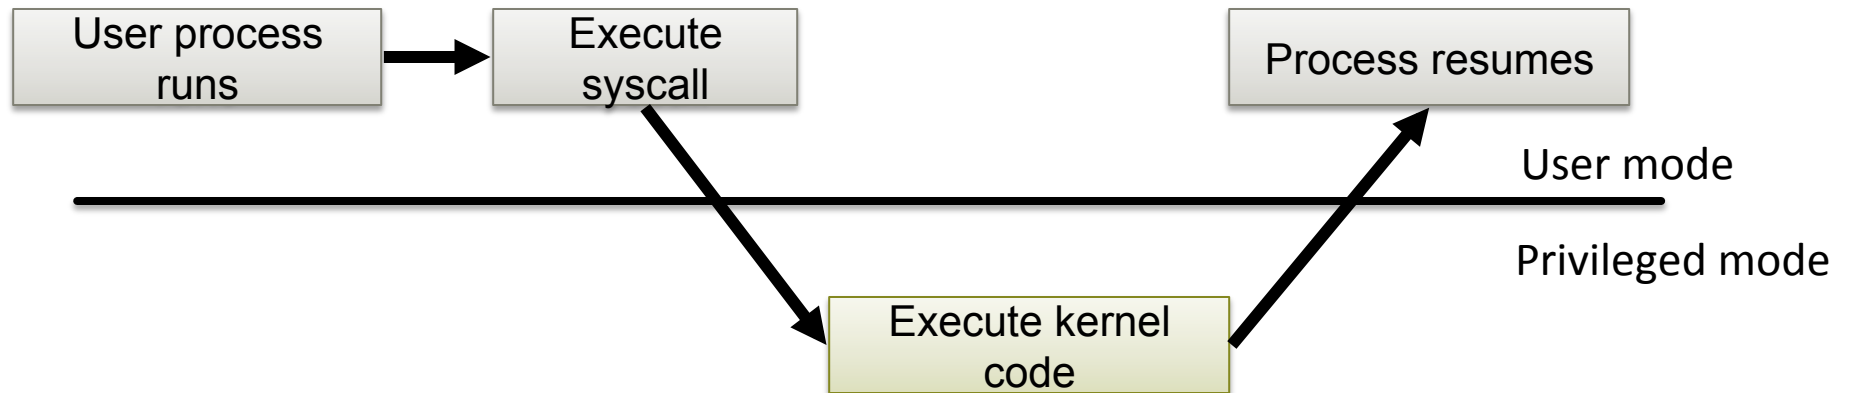 User process
runs
Execute
syscall
Process resumes
User mode
Privileged mode
Execute kernel
code